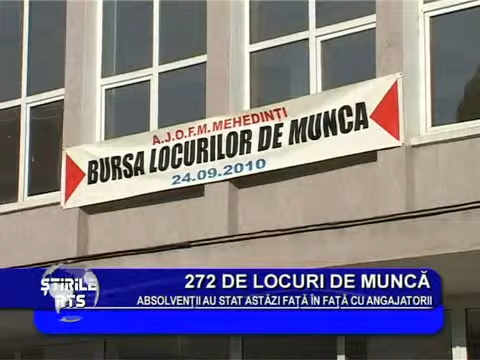 A.J.O.F.M. MEHEDINȚI
BURSA LOCURILOR DE MUNCA
24.09.2010
ȘTIRILE
RTS
272 DE LOCURI DE MUNCĂ
ABSOLVENȚII AU STAT ASTĂZI FAȚĂ ÎN FAȚĂ CU ANGAJATORII